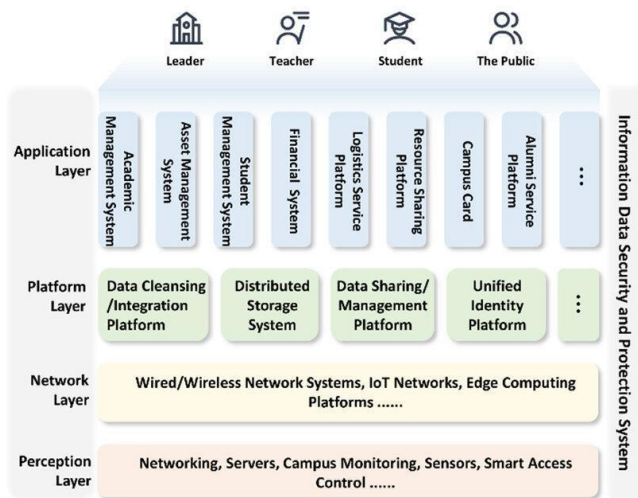 Leader
Teacher
Student
The Public
Application
Layer
Academic
Management System
Asset Management
System
Student
Management System
Financial System
Logistics Service
Platform
Resource Sharing
Platform
Campus Card
Alumni Service
Platform
...
Platform
Layer
Data Cleansing
/Integration
Platform
Distributed
Storage
System
Data Sharing/
Management
Platform
Unified
Identity
Platform
...
Network
Layer
Wired/Wireless Network Systems, IoT Networks, Edge Computing
Platforms ......
Perception
Layer
Networking, Servers, Campus Monitoring, Sensors, Smart Access
Control ......
Information Data Security and Protection System